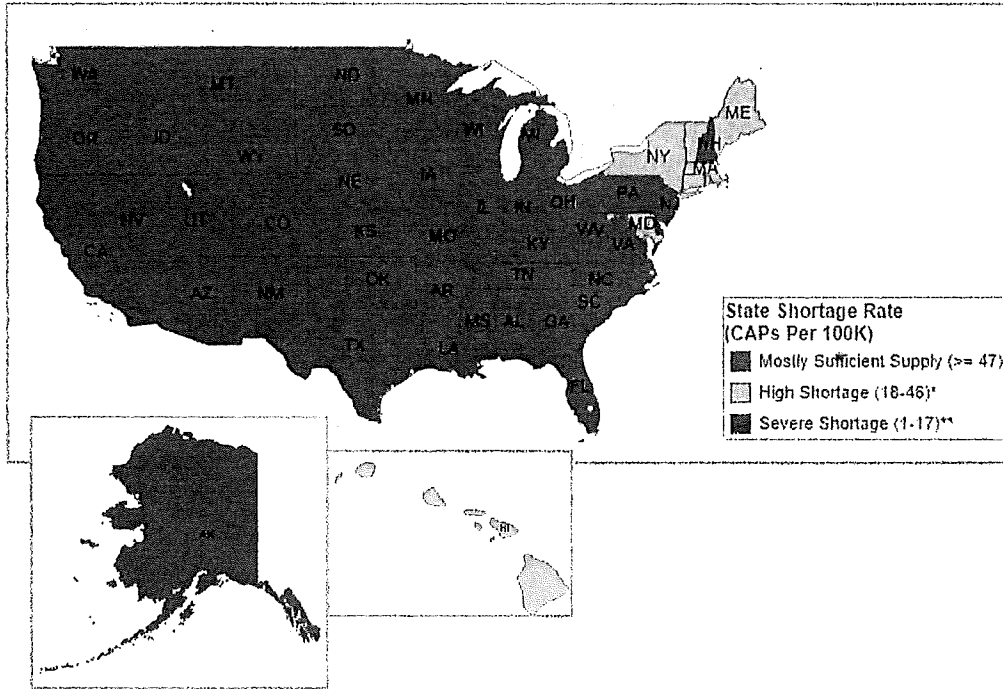 WA MT ND MN
ME
OR ID SD WI MI NH
WY NY MA
NE IA PA NJ
NV UT CO IL IN OH
KS MO KY WV VA MD
CA OK TN NC
AZ NM AR SC
MS AL GA
TX LA
FL
State Shortage Rate
(CAPs Per 100K)
Mostly Sufficient Supply (>= 47)
High Shortage (18-46)*
Severe Shortage (1-17)**
AK
HI